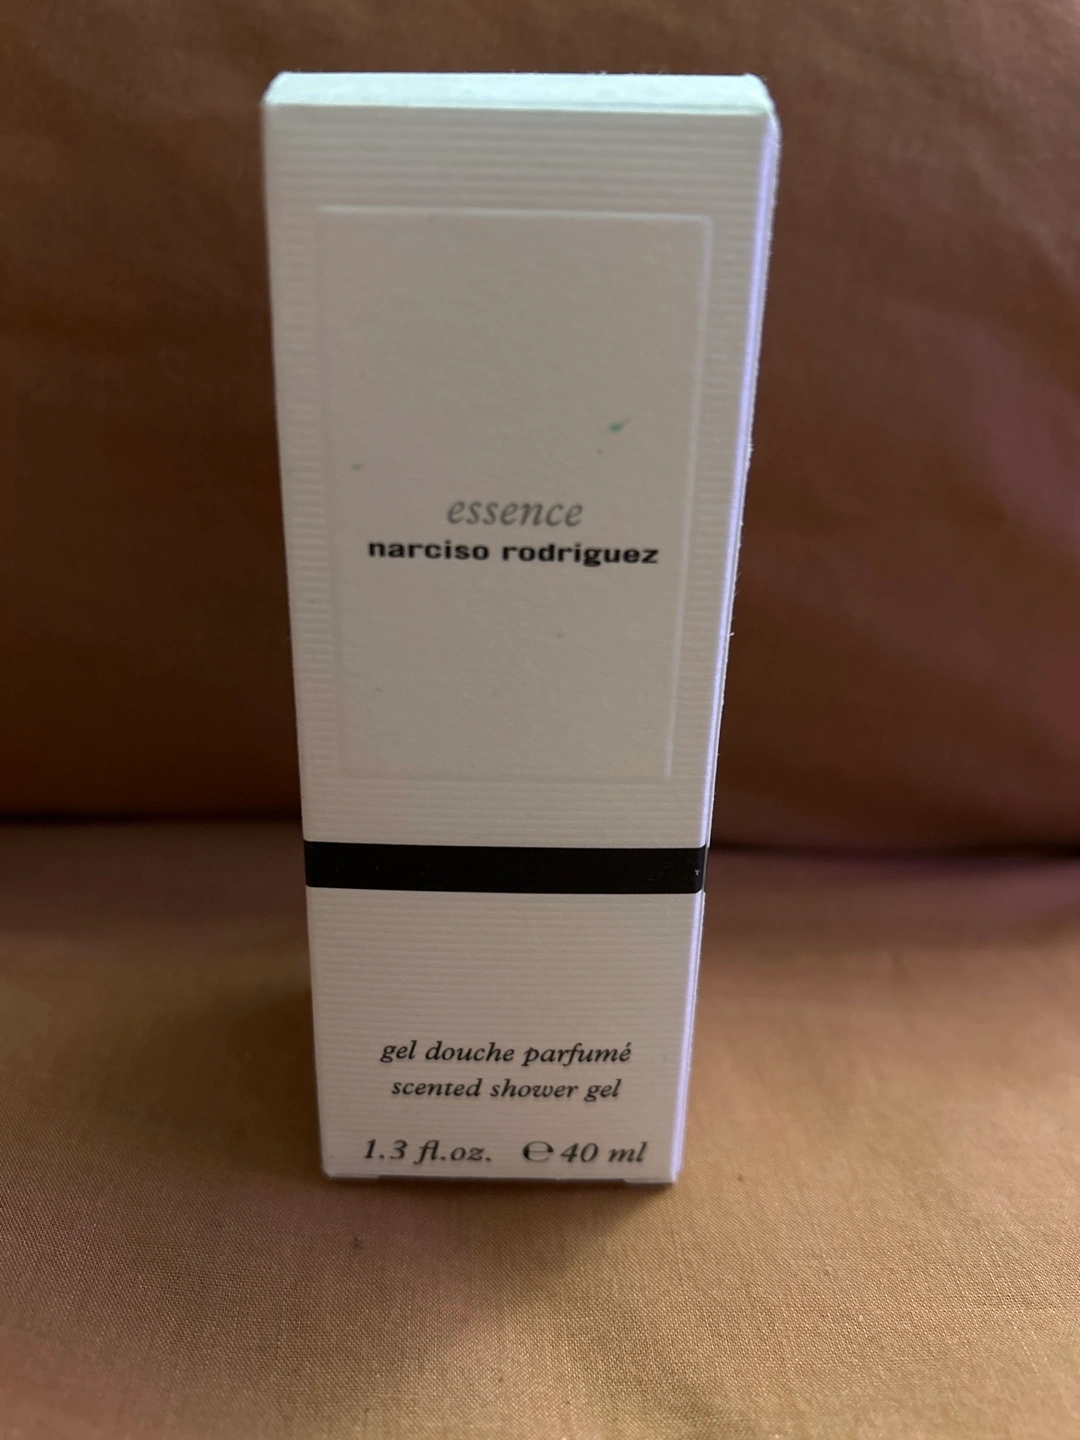 essence
narciso rodriguez
gel douche parfumé
scented shower gel
1.3 fl.oz. ℮ 40 ml